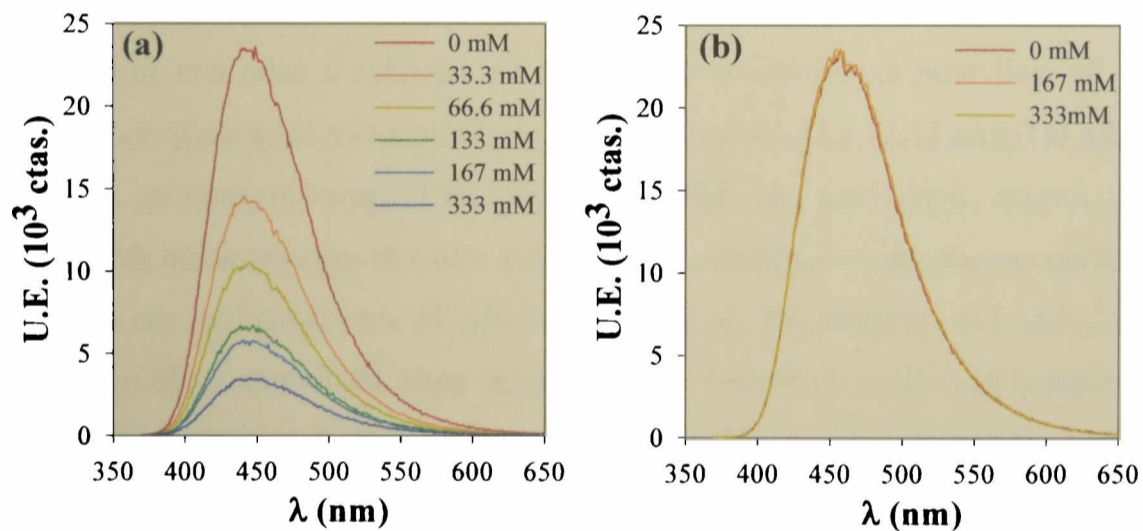 (a)
0 mM
33.3 mM
66.6 mM
133 mM
167 mM
333 mM
U.E. (10³ ctas.)
25
20
15
10
5
0
350 400 450 500 550 600 650
λ (nm)
(b)
0 mM
167 mM
333mM
U.E. (10³ ctas.)
25
20
15
10
5
0
350 400 450 500 550 600 650
λ (nm)